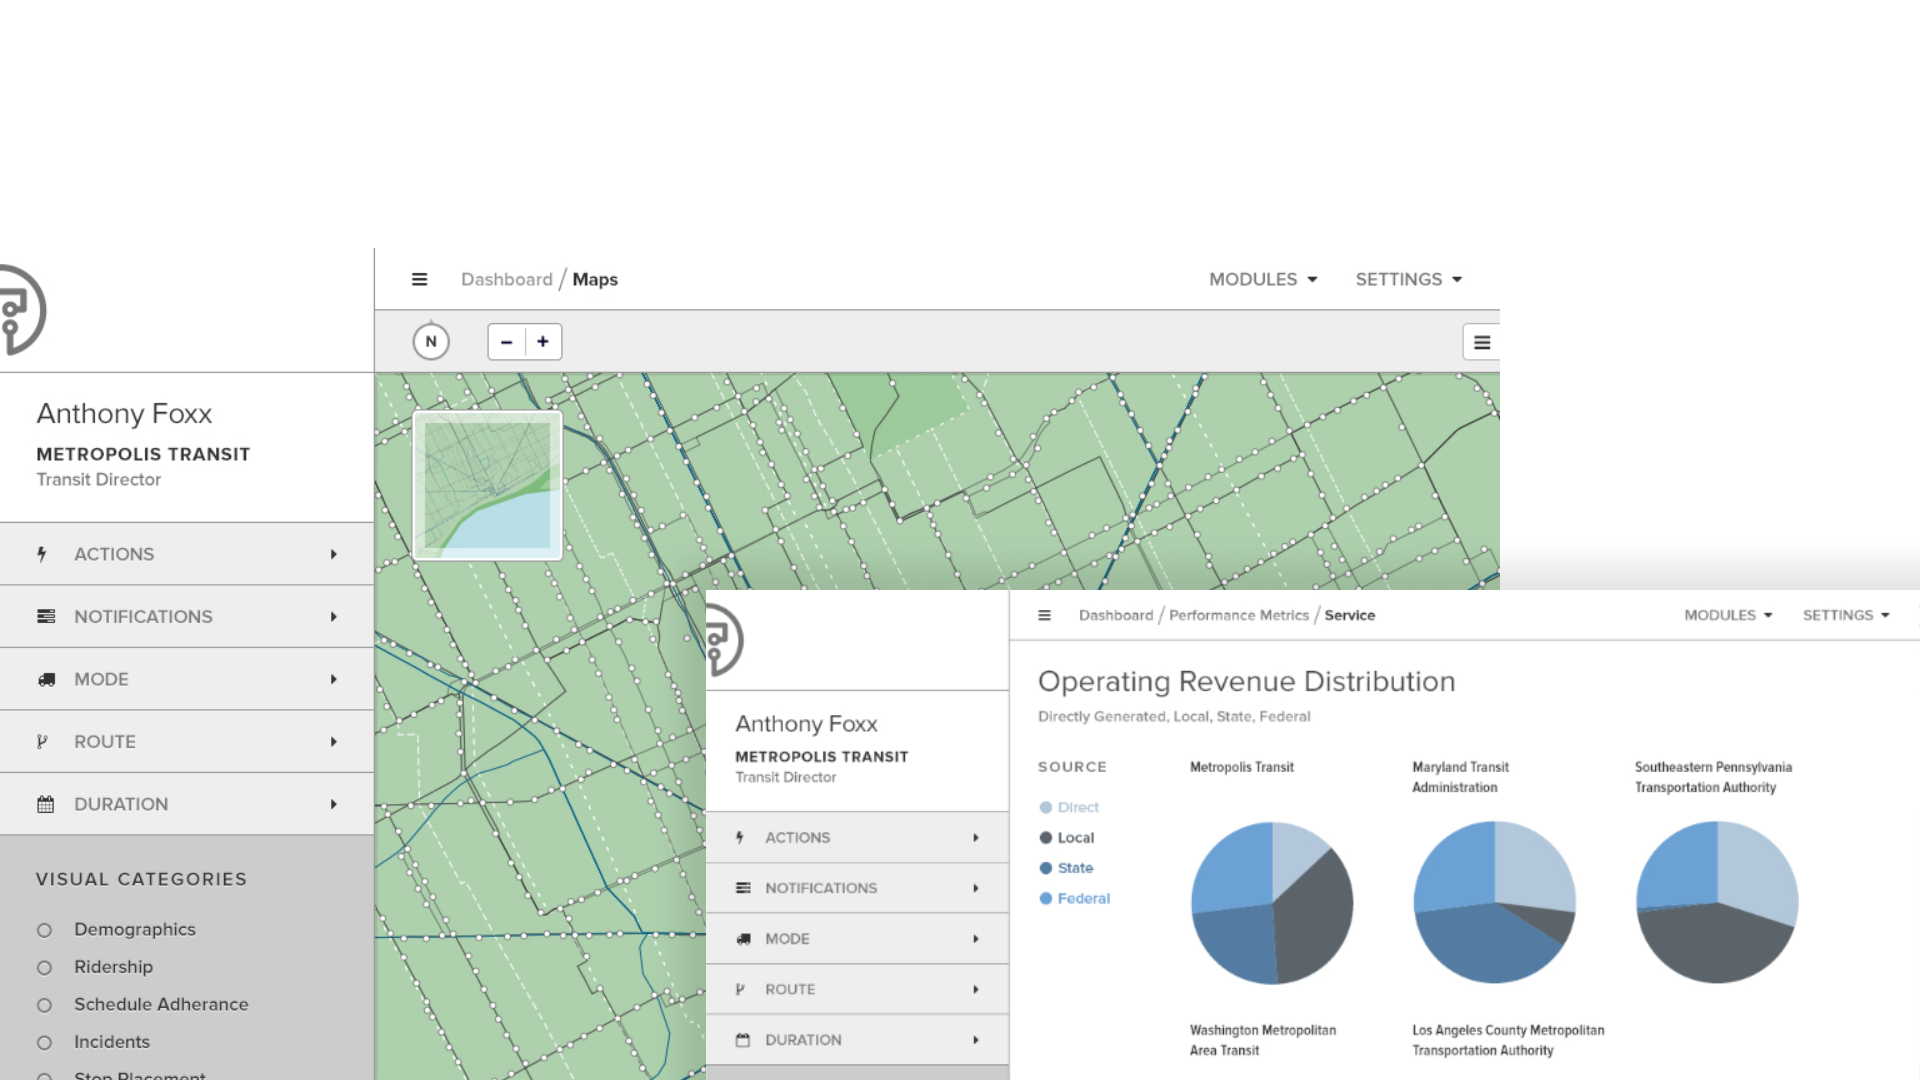 Dashboard / Maps
MODULES
SETTINGS
N
− +
Anthony Foxx
METROPOLIS TRANSIT
Transit Director
ACTIONS
NOTIFICATIONS
MODE
ROUTE
DURATION
VISUAL CATEGORIES
Demographics
Ridership
Schedule Adherance
Incidents
Stop Placement
Dashboard / Performance Metrics / Service
MODULES
SETTINGS
Anthony Foxx
METROPOLIS TRANSIT
Transit Director
ACTIONS
NOTIFICATIONS
MODE
ROUTE
DURATION
Operating Revenue Distribution
Directly Generated, Local, State, Federal
SOURCE
Direct
Local
State
Federal
Metropolis Transit
Maryland Transit
Administration
Southeastern Pennsylvania
Transportation Authority
Washington Metropolitan
Area Transit
Los Angeles County Metropolitan
Transportation Authority